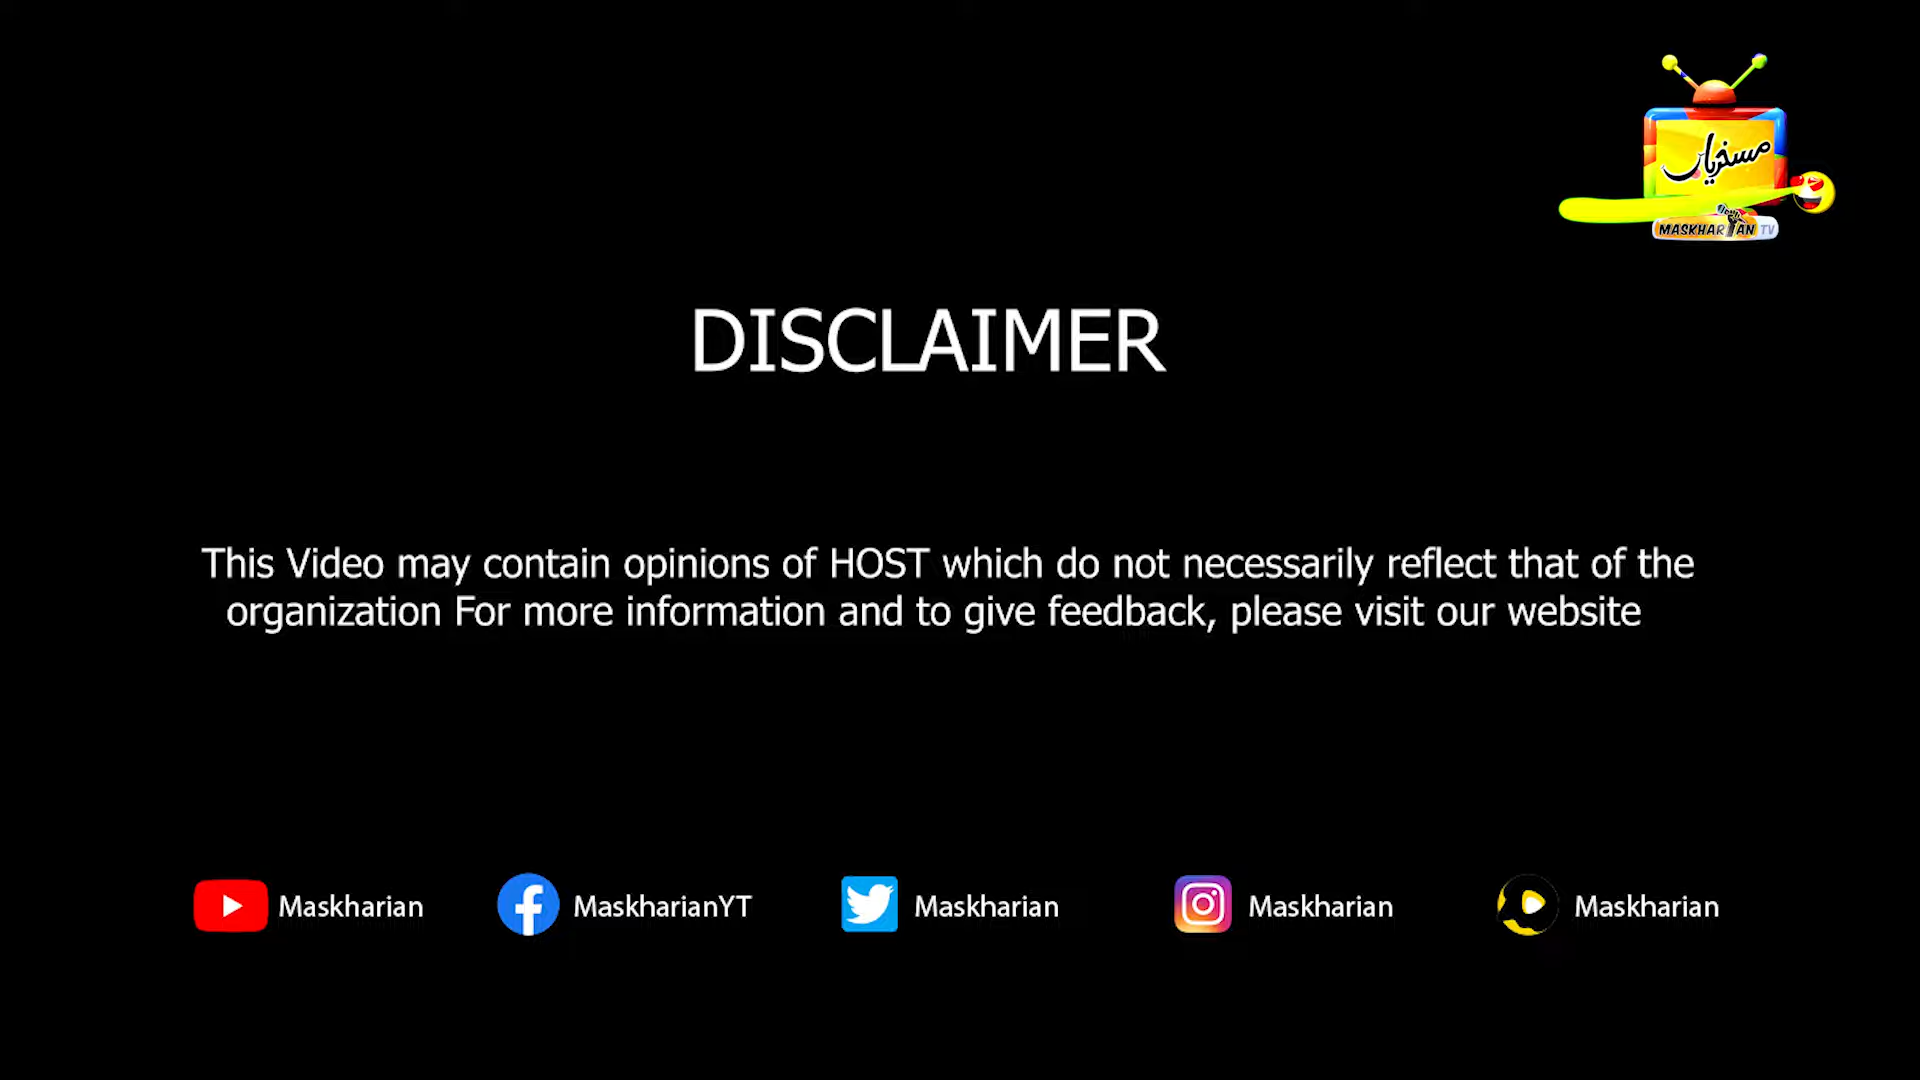 مسخریاں
MASKHARIAN TV
DISCLAIMER
This Video may contain opinions of HOST which do not necessarily reflect that of the
organization For more information and to give feedback, please visit our website
Maskharian
MaskharianYT
Maskharian
Maskharian
Maskharian